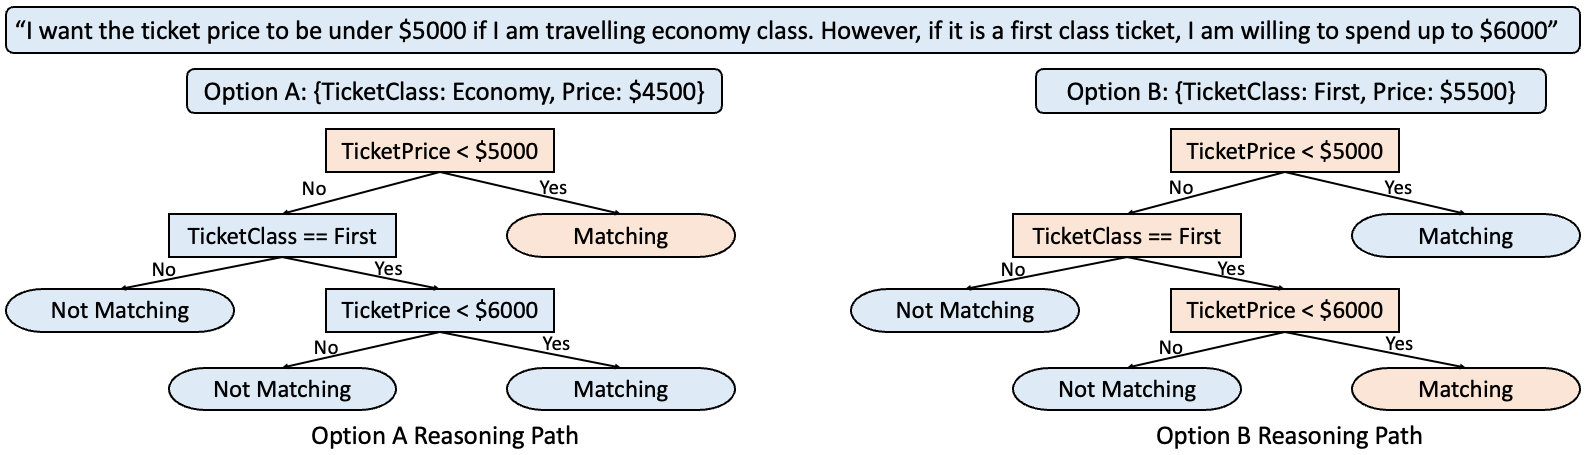 “I want the ticket price to be under $5000 if I am travelling economy class. However, if it is a first class ticket, I am willing to spend up to $6000”
Option A: {TicketClass: Economy, Price: $4500}
TicketPrice < $5000
No
Yes
TicketClass == First
Matching
No
Yes
Not Matching
TicketPrice < $6000
No
Yes
Not Matching
Matching
Option A Reasoning Path
Option B: {TicketClass: First, Price: $5500}
TicketPrice < $5000
No
Yes
TicketClass == First
Matching
No
Yes
Not Matching
TicketPrice < $6000
No
Yes
Not Matching
Matching
Option B Reasoning Path